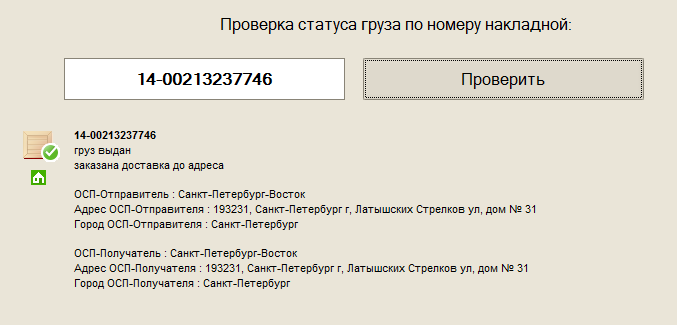 Проверка статуса груза по номеру накладной:
14-00213237746
Проверить
14-00213237746
груз выдан
заказана доставка до адреса
ОСП-Отправитель : Санкт-Петербург-Восток
Адрес ОСП-Отправителя : 193231, Санкт-Петербург г, Латышских Стрелков ул, дом № 31
Город ОСП-Отправителя : Санкт-Петербург
ОСП-Получатель : Санкт-Петербург-Восток
Адрес ОСП-Получателя : 193231, Санкт-Петербург г, Латышских Стрелков ул, дом № 31
Город ОСП-Получателя : Санкт-Петербург